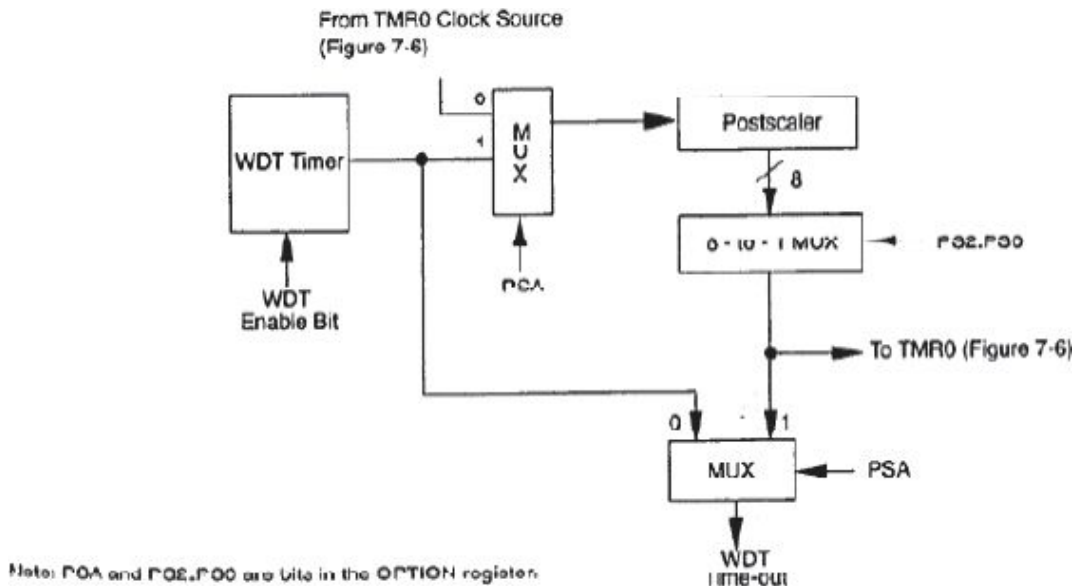 From TMR0 Clock Source
(Figure 7-6)
0
1
MUX
WDT Timer
Postscaler
8
8 - to - 1 MUX
PS2:PS0
PSA
WDT
Enable Bit
To TMR0 (Figure 7-6)
0
1
MUX
PSA
WDT
Time-out
Note: PSA and PS2:PS0 are bits in the OPTION register.